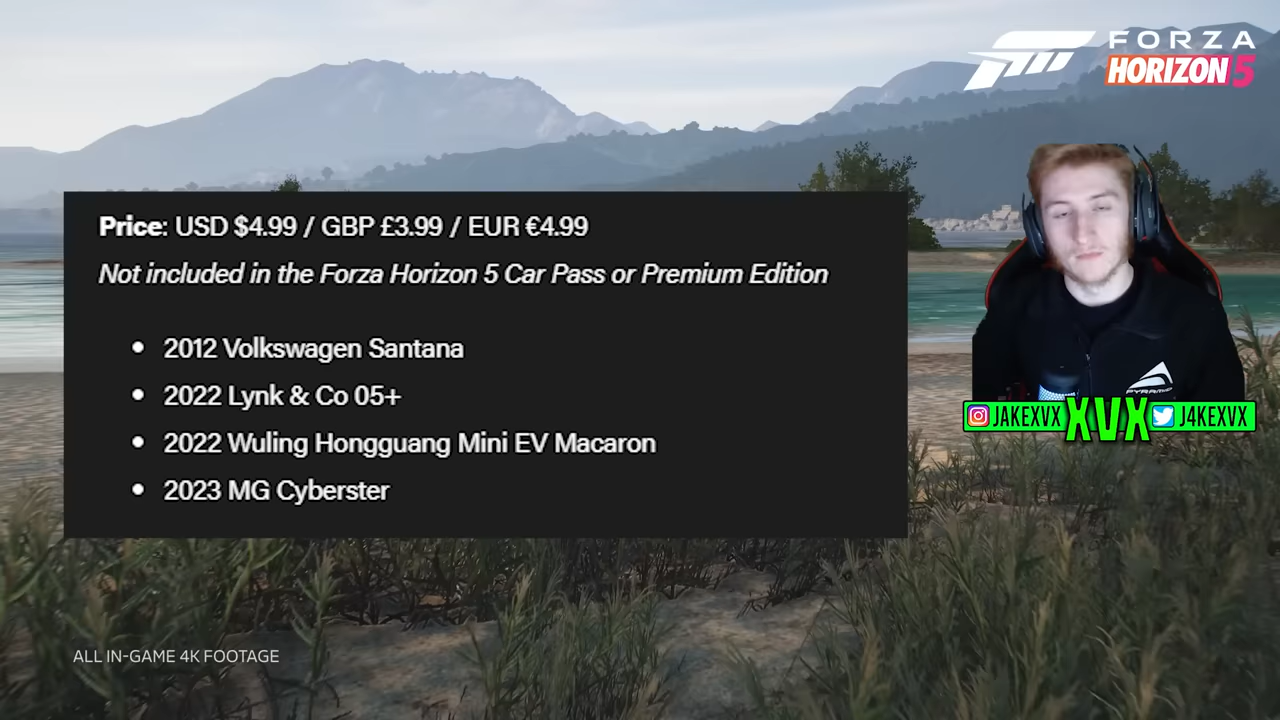 FORZA
HORIZON 5
Price: USD $4.99 / GBP £3.99 / EUR €4.99
Not included in the Forza Horizon 5 Car Pass or Premium Edition
• 2012 Volkswagen Santana
• 2022 Lynk & Co 05+
• 2022 Wuling Hongguang Mini EV Macaron
• 2023 MG Cyberster
PYRAMID
JAKEXVX XVX J4KEXVX
ALL IN-GAME 4K FOOTAGE